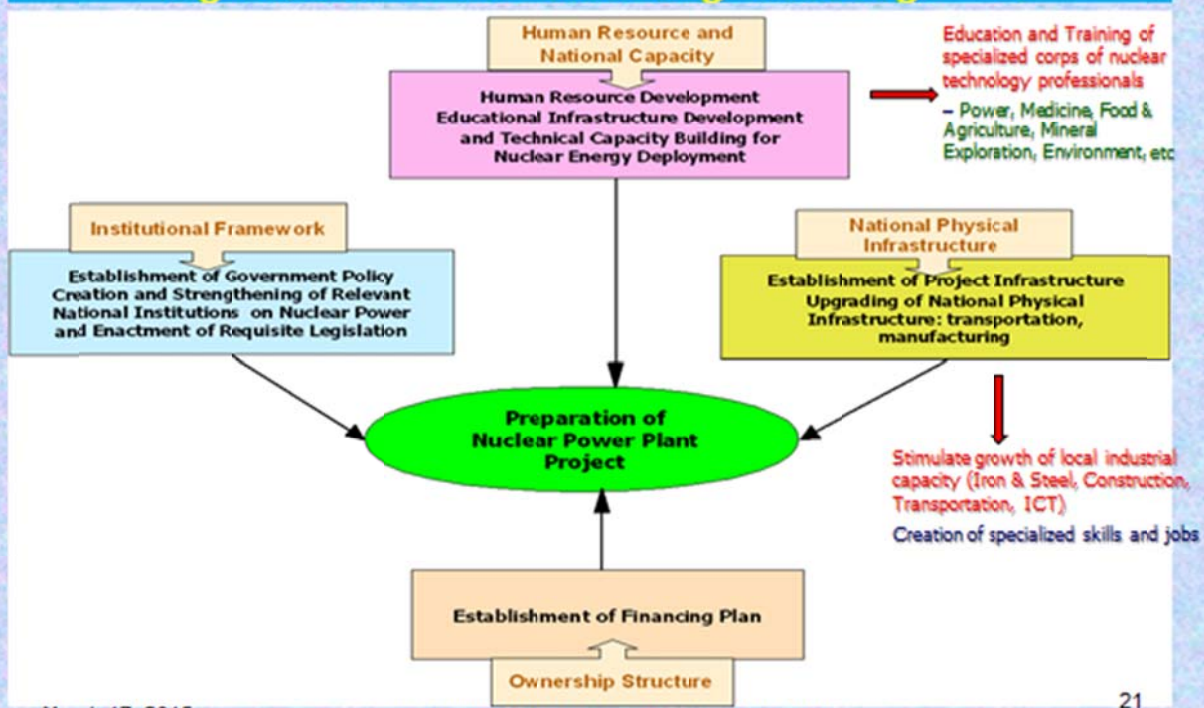 Human Resource and
National Capacity
Human Resource Development
Educational Infrastructure Development
and Technical Capacity Building for
Nuclear Energy Deployment
Education and Training of
specialized corps of nuclear
technology professionals
– Power, Medicine, Food &
Agriculture, Mineral
Exploration, Environment, etc
Institutional Framework
Establishment of Government Policy
Creation and Strengthening of Relevant
National Institutions on Nuclear Power
and Enactment of Requisite Legislation
National Physical
Infrastructure
Establishment of Project Infrastructure
Upgrading of National Physical
Infrastructure: transportation,
manufacturing
Preparation of
Nuclear Power Plant
Project
Stimulate growth of local industrial
capacity (Iron & Steel, Construction,
Transportation, ICT)
Creation of specialized skills and jobs
Establishment of Financing Plan
Ownership Structure
21